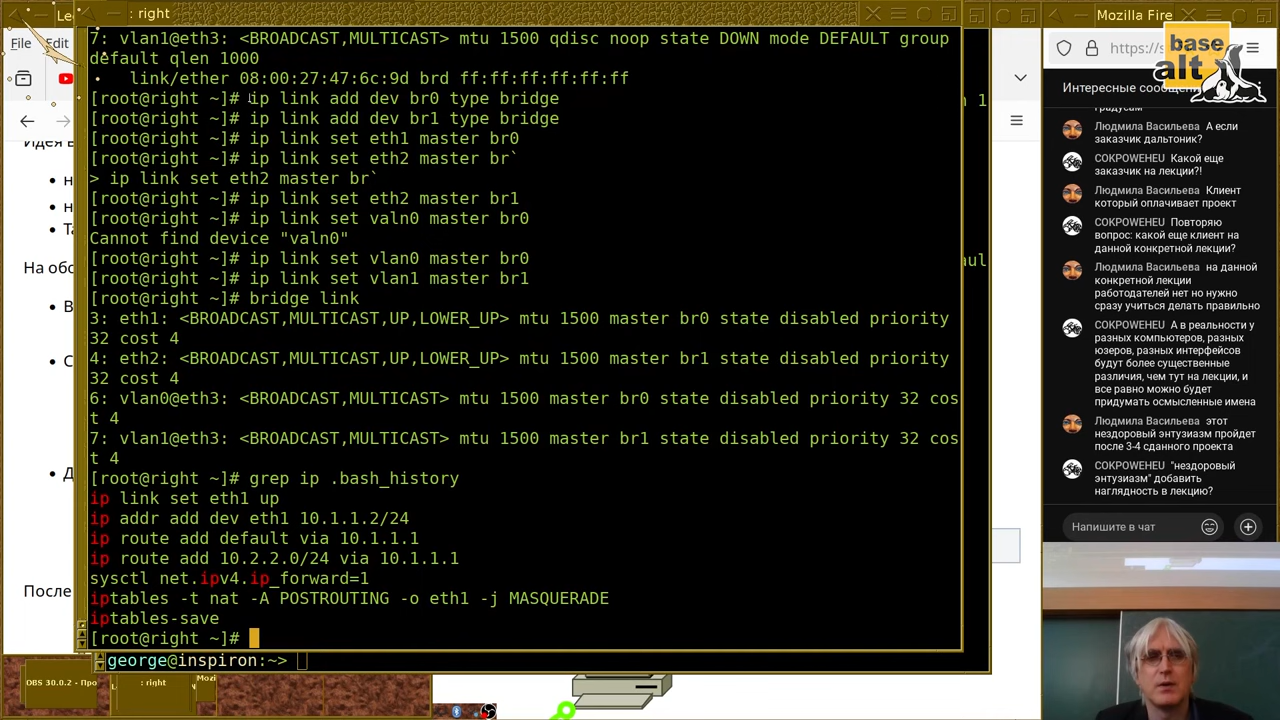 : right
File Edit
7: vlan1@eth3: <BROADCAST,MULTICAST> mtu 1500 qdisc noop state DOWN mode DEFAULT group
default qlen 1000
link/ether 08:00:27:47:6c:9d brd ff:ff:ff:ff:ff:ff
[root@right ~]# ip link add dev br0 type bridge
[root@right ~]# ip link add dev br1 type bridge
[root@right ~]# ip link set eth1 master br0
[root@right ~]# ip link set eth2 master br`
> ip link set eth2 master br`
[root@right ~]# ip link set eth2 master br1
[root@right ~]# ip link set valn0 master br0
Cannot find device "valn0"
[root@right ~]# ip link set vlan0 master br0
[root@right ~]# ip link set vlan1 master br1
[root@right ~]# bridge link
3: eth1: <BROADCAST,MULTICAST,UP,LOWER_UP> mtu 1500 master br0 state disabled priority
32 cost 4
4: eth2: <BROADCAST,MULTICAST,UP,LOWER_UP> mtu 1500 master br1 state disabled priority
32 cost 4
6: vlan0@eth3: <BROADCAST,MULTICAST> mtu 1500 master br0 state disabled priority 32 cos
t 4
7: vlan1@eth3: <BROADCAST,MULTICAST> mtu 1500 master br1 state disabled priority 32 cos
t 4
[root@right ~]# grep ip .bash_history
ip link set eth1 up
ip addr add dev eth1 10.1.1.2/24
ip route add default via 10.1.1.1
ip route add 10.2.2.0/24 via 10.1.1.1
sysctl net.ipv4.ip_forward=1
iptables -t nat -A POSTROUTING -o eth1 -j MASQUERADE
iptables-save
[root@right ~]#
george@inspiron:~>
На обо
После
OBS 30.0.2 - Про
: right
Mozi
Mozilla Fire
https://s
base
alt
Интересные сообщения
градусам
Людмила Васильева А если
заказчик дальтоник?
COKPOWEHEU Какой еще
заказчик на лекции?!
Людмила Васильева Клиент
который оплачивает проект
COKPOWEHEU Повторяю
вопрос: какой еще клиент на
данной конкретной лекции?
Людмила Васильева на данной
конкретной лекции
работодателей нет но нужно
сразу учиться делать правильно
COKPOWEHEU А в реальности у
разных компьютеров, разных
юзеров, разных интерфейсов
будут более существенные
различия, чем тут на лекции, и
все равно можно будет
придумать осмысленные имена
Людмила Васильева этот
нездоровый энтузиазм пройдет
после 3-4 сданного проекта
COKPOWEHEU "нездоровый
энтузиазм" добавить
наглядность в лекцию?
Напишите в чат